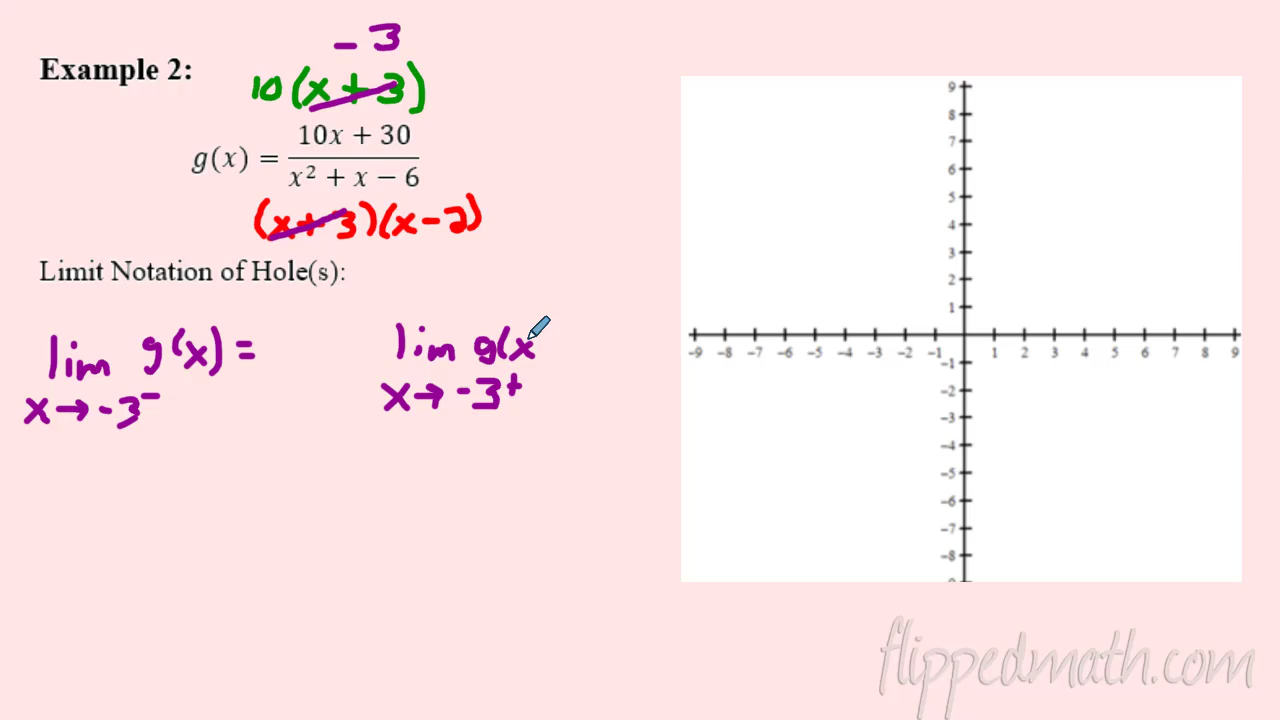 - 3
Example 2:
10(x+3)
g(x) = \frac{10x + 30}{x² + x − 6}
(x+3)(x-2)
Limit Notation of Hole(s):
lim g(x) =
x → -3⁻
lim g(x
x → -3⁺
9
8
7
6
5
4
3
2
1
−9 −8 −7 −6 −5 −4 −3 −2 −1 1 2 3 4 5 6 7 8 9
−1
−2
−3
−4
−5
−6
−7
−8
flippedmath.com